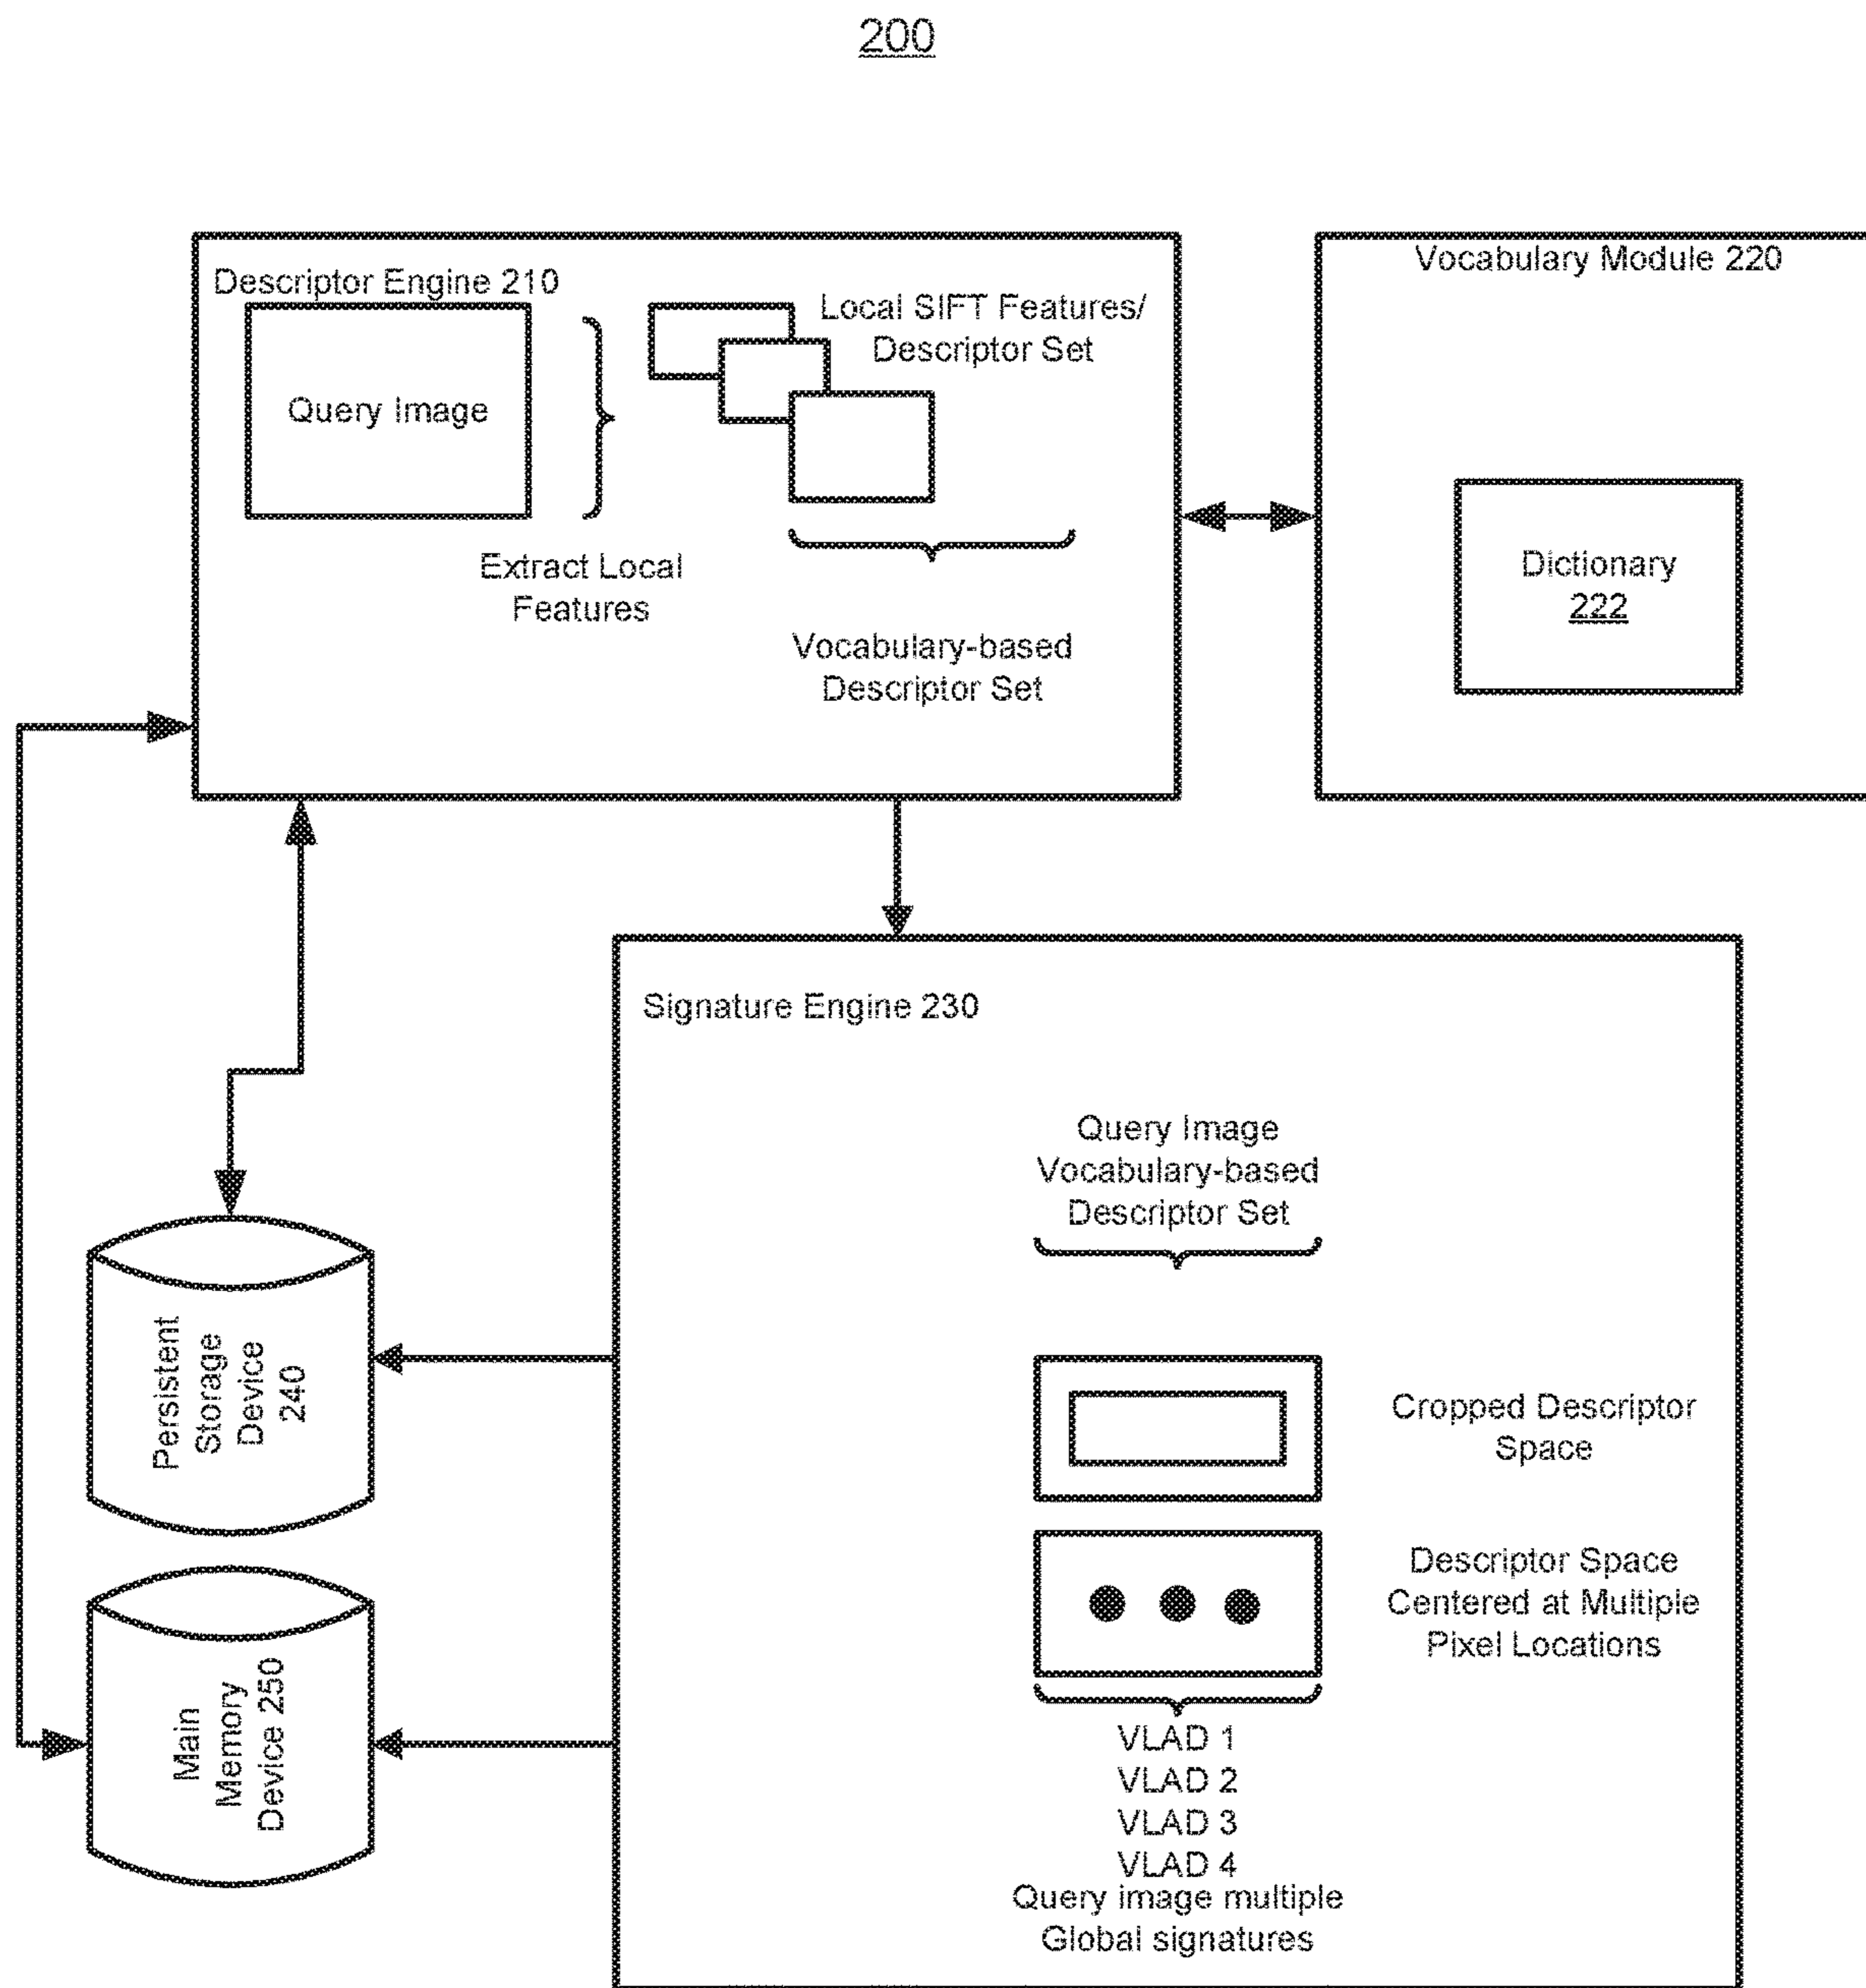 200
Descriptor Engine 210
Query Image
Extract Local
Features
Local SIFT Features/
Descriptor Set
Vocabulary-based
Descriptor Set
Vocabulary Module 220
Dictionary
222
Signature Engine 230
Query Image
Vocabulary-based
Descriptor Set
Cropped Descriptor
Space
Descriptor Space
Centered at Multiple
Pixel Locations
VLAD 1
VLAD 2
VLAD 3
VLAD 4
Query image multiple
Global signatures
Persistent
Storage
Device
240
Main
Memory
Device 250